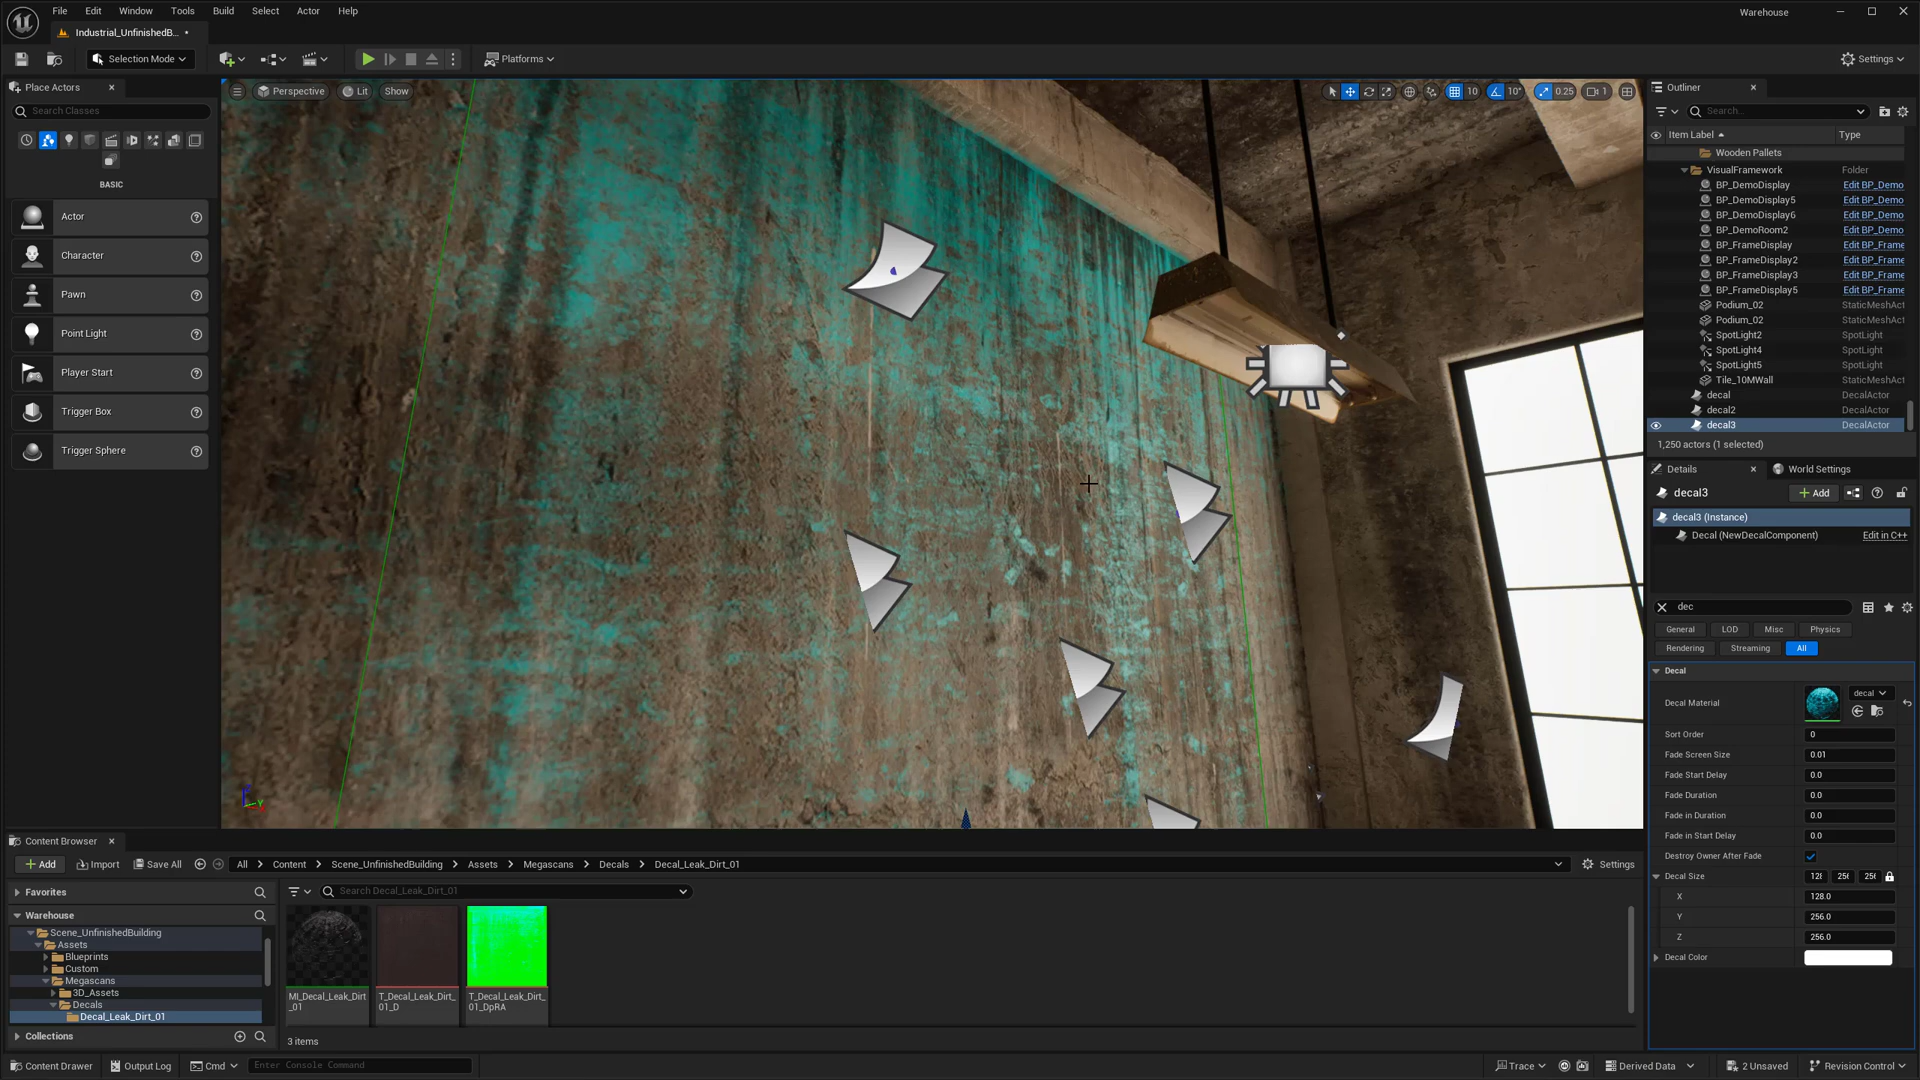 File Edit Window Tools Build Select Actor Help
Warehouse
Industrial_UnfinishedB... •
Selection Mode
Platforms
Settings
Place Actors
Search Classes
BASIC
Actor
Character
Pawn
Point Light
Player Start
Trigger Box
Trigger Sphere
Perspective Lit Show
10 10° 0.25 1
Outliner
Search...
Item Label Type
Wooden Pallets
VisualFramework Folder
BP_DemoDisplay Edit BP_Demo
BP_DemoDisplay5 Edit BP_Demo
BP_DemoDisplay6 Edit BP_Demo
BP_DemoRoom2 Edit BP_Demo
BP_FrameDisplay Edit BP_Frame
BP_FrameDisplay2 Edit BP_Frame
BP_FrameDisplay3 Edit BP_Frame
BP_FrameDisplay5 Edit BP_Frame
Podium_02 StaticMeshAct
Podium_02 StaticMeshAct
SpotLight2 SpotLight
SpotLight4 SpotLight
SpotLight5 SpotLight
Tile_10MWall StaticMeshAct
decal DecalActor
decal2 DecalActor
decal3 DecalActor
1,250 actors (1 selected)
Details World Settings
decal3 Add
decal3 (Instance)
Decal (NewDecalComponent) Edit in C++
dec
General LOD Misc Physics
Rendering Streaming All
Decal
Decal Material decal
Sort Order 0
Fade Screen Size 0.01
Fade Start Delay 0.0
Fade Duration 0.0
Fade in Duration 0.0
Fade in Start Delay 0.0
Destroy Owner After Fade
Decal Size
X 128.0
Y 256.0
Z 256.0
Decal Color
Content Browser
Add Import Save All All Content Scene_UnfinishedBuilding Assets Megascans Decals Decal_Leak_Dirt_01 Settings
Favorites
Search Decal_Leak_Dirt_01
Warehouse
Scene_UnfinishedBuilding
Assets
Blueprints
Custom
Megascans
3D_Assets
Decals
Decal_Leak_Dirt_01
Collections
MI_Decal_Leak_Dirt
_01
T_Decal_Leak_Dirt_
01_D
T_Decal_Leak_Dirt_
01_DpRA
3 items
Content Drawer Output Log Cmd Enter Console Command Trace Derived Data 2 Unsaved Revision Control